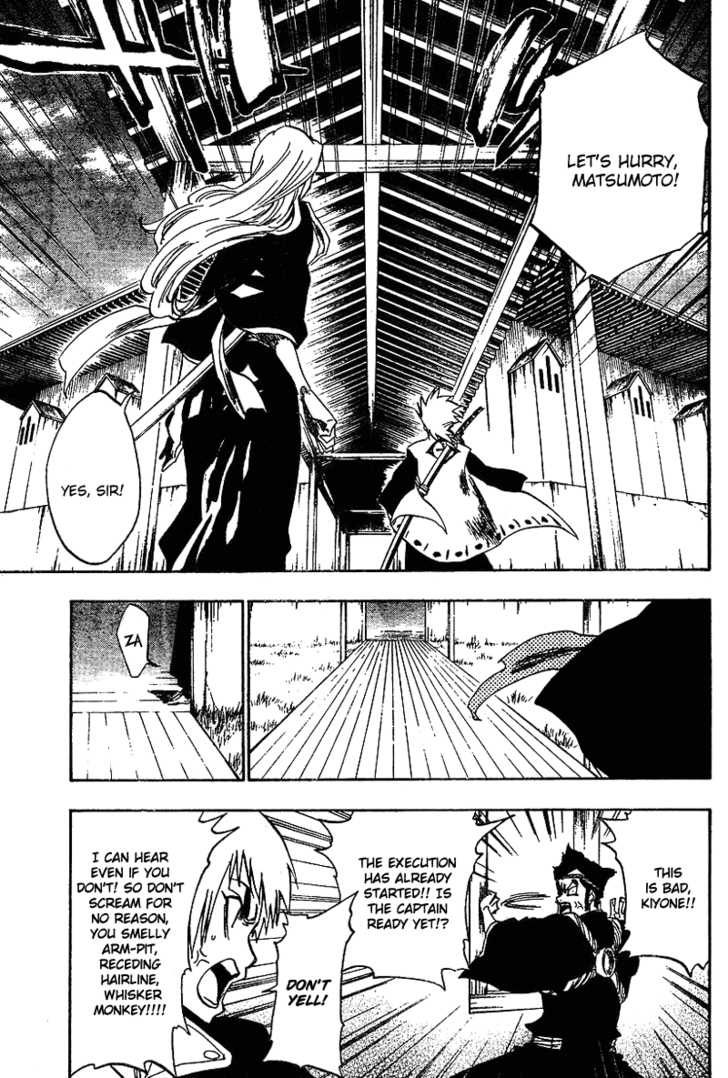 LET'S HURRY,
MATSUMOTO!
YES, SIR!
ZA
THIS
IS BAD,
KIYONE!!
THE EXECUTION
HAS ALREADY
STARTED!! IS
THE CAPTAIN
READY YET!?
DON'T
YELL!
I CAN HEAR
EVEN IF YOU
DON'T! SO DON'T
SCREAM FOR
NO REASON,
YOU SMELLY
ARM-PIT,
RECEDING
HAIRLINE,
WHISKER
MONKEY!!!!